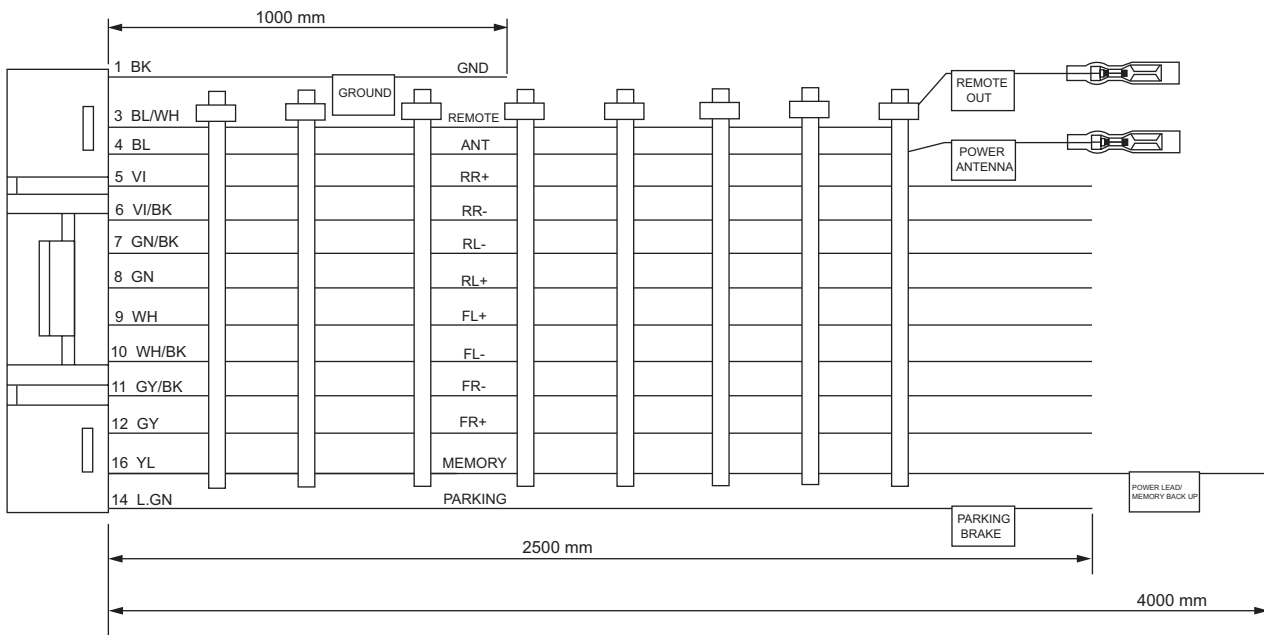 1000 mm
1 BK GND
GROUND
REMOTE
OUT
3 BL/WH REMOTE
4 BL ANT
POWER
ANTENNA
5 VI RR+
6 VI/BK RR-
7 GN/BK RL-
8 GN RL+
9 WH FL+
10 WH/BK FL-
11 GY/BK FR-
12 GY FR+
16 YL MEMORY
POWER LEAD/
MEMORY BACK UP
14 L.GN PARKING
PARKING
BRAKE
2500 mm
4000 mm